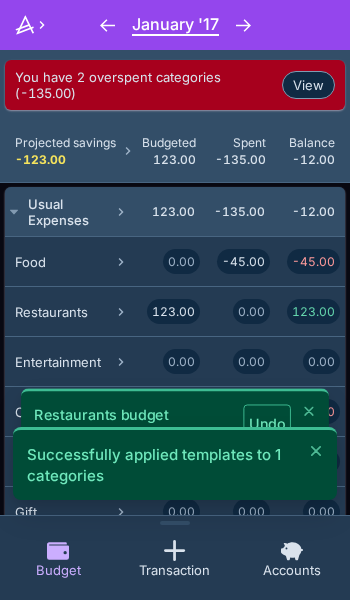 January '17
You have 2 overspent categories
(-135.00)
View
Projected savings
-123.00
Budgeted
123.00
Spent
-135.00
Balance
-12.00
Usual
Expenses
123.00
-135.00
-12.00
Food
0.00
-45.00
-45.00
Restaurants
123.00
0.00
123.00
Entertainment
0.00
0.00
0.00
Restaurants budget
Undo
Successfully applied templates to 1
categories
Gift
0.00
0.00
0.00
Budget
Transaction
Accounts